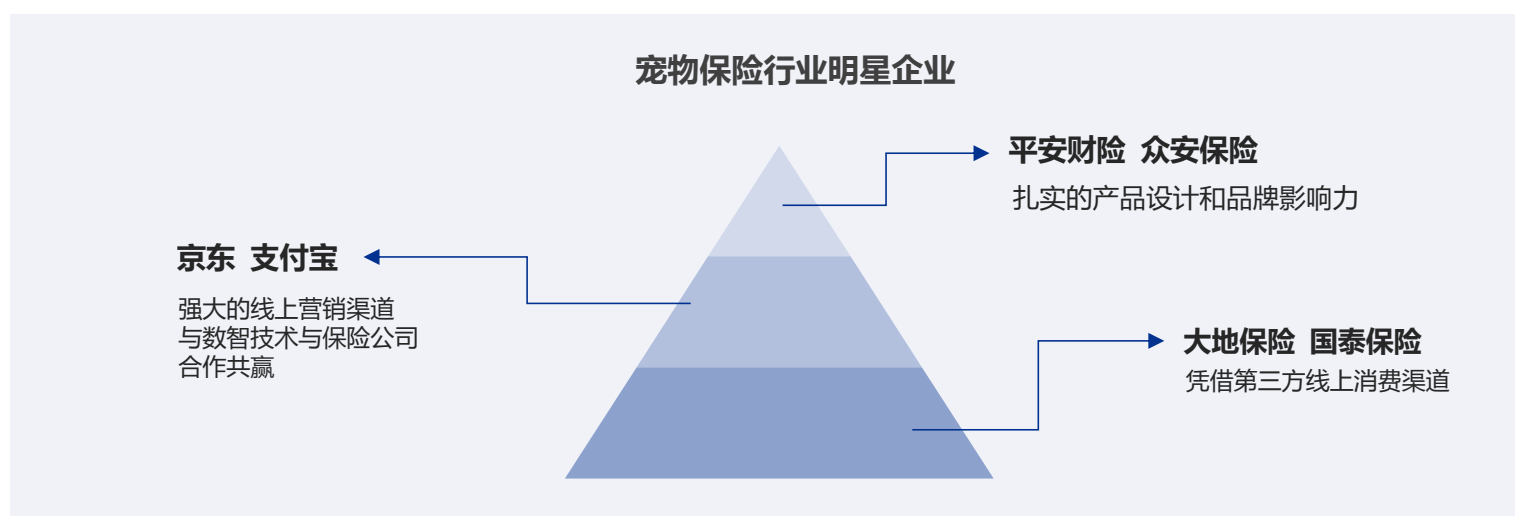 宠物保险行业明星企业
平安财险 众安保险
扎实的产品设计和品牌影响力
京东 支付宝
强大的线上营销渠道
与数智技术与保险公司
合作共赢
大地保险 国泰保险
凭借第三方线上消费渠道